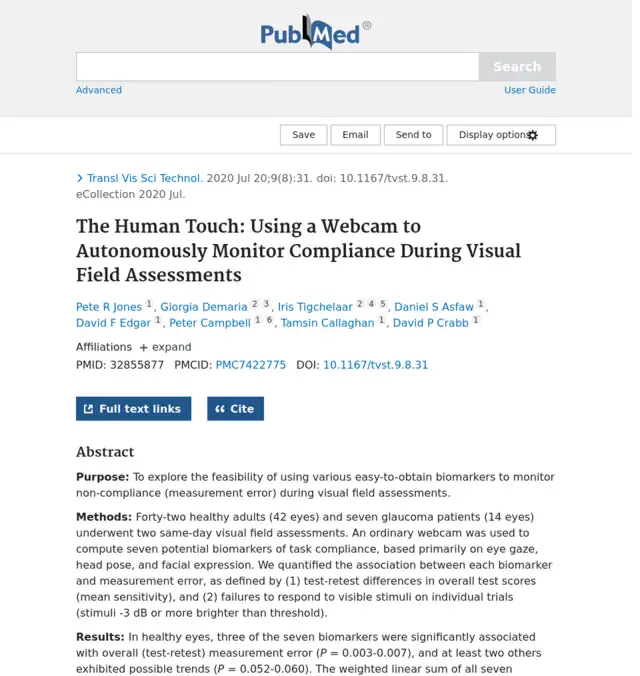 PubMed®
Search
Advanced
User Guide
Save
Email
Send to
Display options
Transl Vis Sci Technol. 2020 Jul 20;9(8):31. doi: 10.1167/tvst.9.8.31.
eCollection 2020 Jul.
The Human Touch: Using a Webcam to
Autonomously Monitor Compliance During Visual
Field Assessments
Pete R Jones 1, Giorgia Demaria 2 3, Iris Tigchelaar 2 4 5, Daniel S Asfaw 1,
David F Edgar 1, Peter Campbell 1 6, Tamsin Callaghan 1, David P Crabb 1
Affiliations + expand
PMID: 32855877 PMCID: PMC7422775 DOI: 10.1167/tvst.9.8.31
Full text links
Cite
Abstract
Purpose: To explore the feasibility of using various easy-to-obtain biomarkers to monitor
non-compliance (measurement error) during visual field assessments.
Methods: Forty-two healthy adults (42 eyes) and seven glaucoma patients (14 eyes)
underwent two same-day visual field assessments. An ordinary webcam was used to
compute seven potential biomarkers of task compliance, based primarily on eye gaze,
head pose, and facial expression. We quantified the association between each biomarker
and measurement error, as defined by (1) test-retest differences in overall test scores
(mean sensitivity), and (2) failures to respond to visible stimuli on individual trials
(stimuli -3 dB or more brighter than threshold).
Results: In healthy eyes, three of the seven biomarkers were significantly associated
with overall (test-retest) measurement error (P = 0.003-0.007), and at least two others
exhibited possible trends (P = 0.052-0.060). The weighted linear sum of all seven